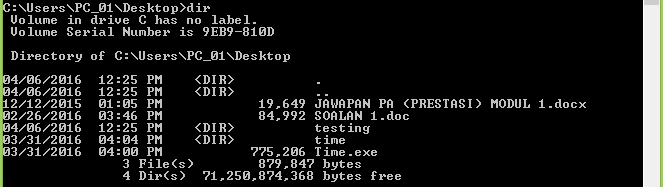 C:\Users\PC_01\Desktop>dir
Volume in drive C has no label.
Volume Serial Number is 9EB9-810D
Directory of C:\Users\PC_01\Desktop
04/06/2016  12:25 PM    <DIR>          .
04/06/2016  12:25 PM    <DIR>          ..
12/12/2015  01:05 PM            19,649 JAWAPAN PA (PRESTASI) MODUL 1.docx
02/26/2016  03:46 PM            84,992 SOALAN 1.doc
04/06/2016  12:25 PM    <DIR>          testing
03/31/2016  04:04 PM    <DIR>          time
03/31/2016  04:00 PM           775,206 Time.exe
3 File(s)        879,847 bytes
4 Dir(s)  71,250,874,368 bytes free